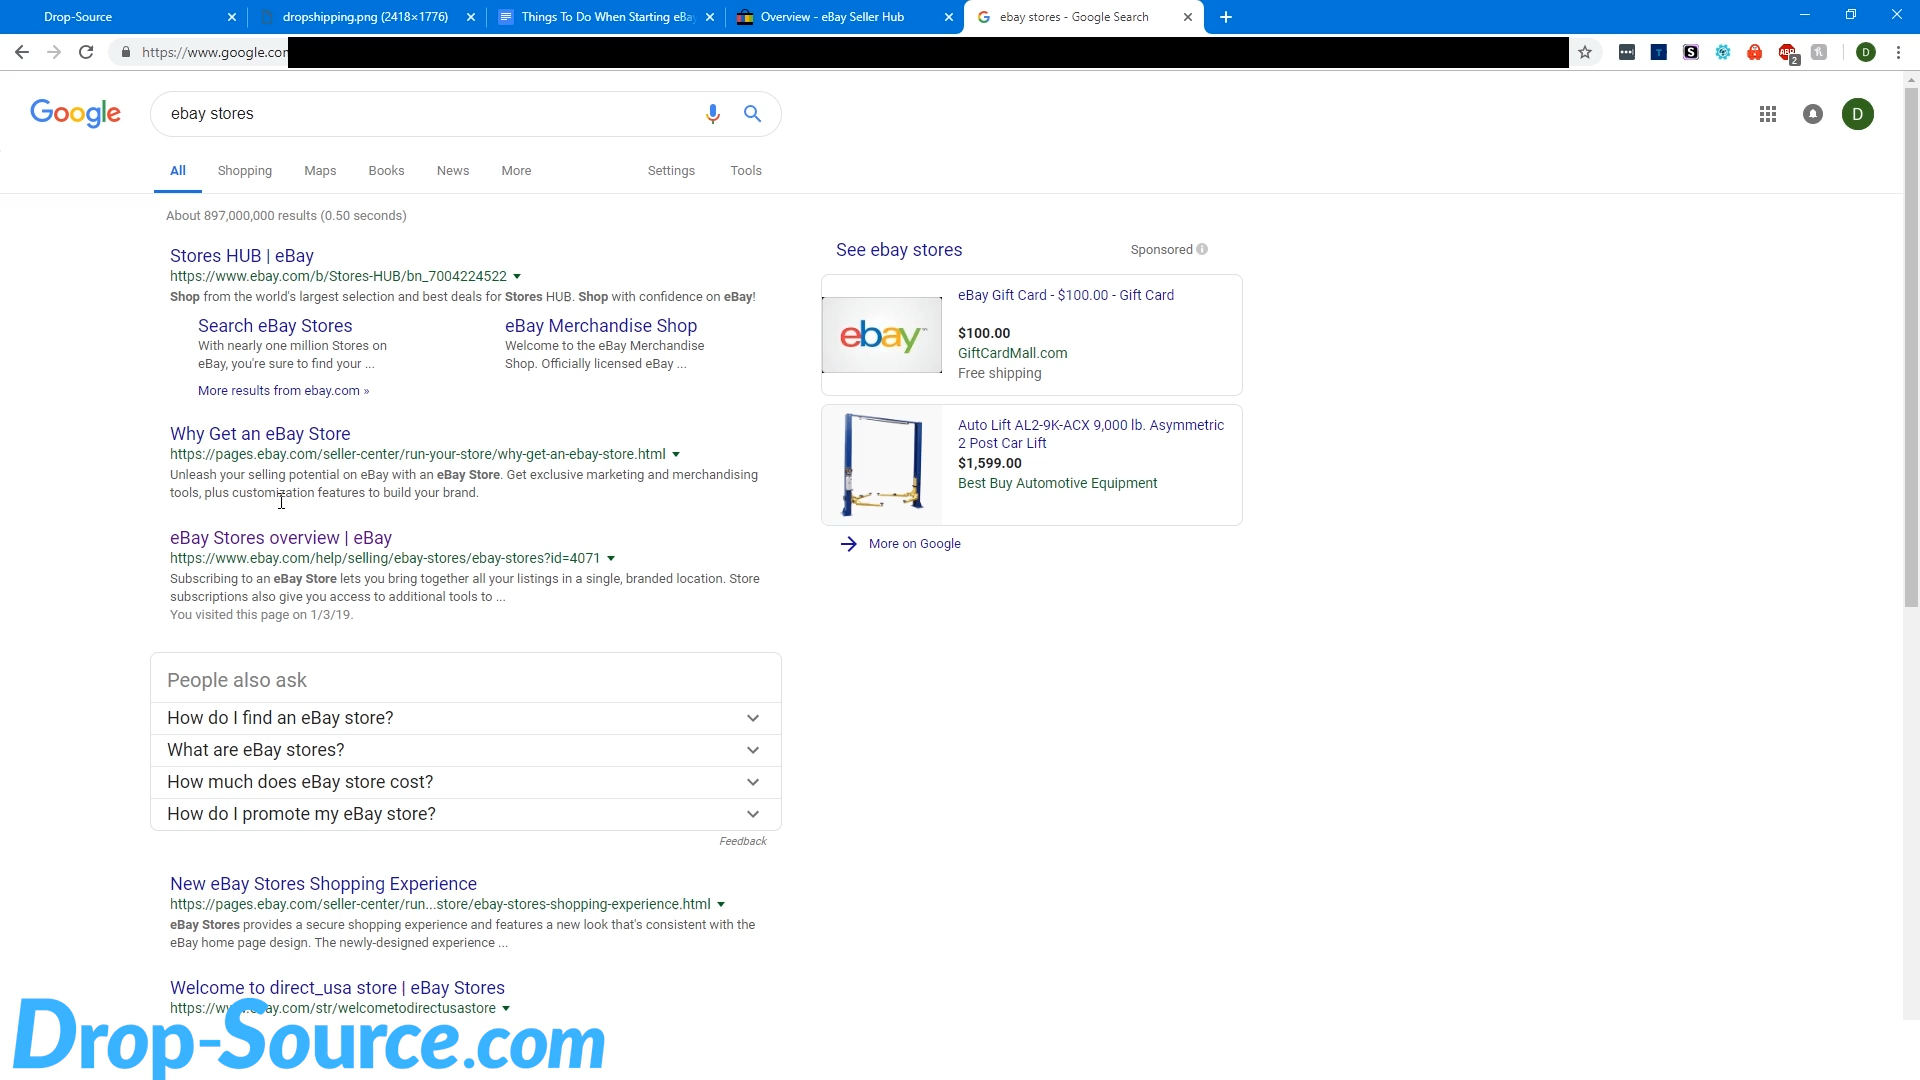 Drop-Source
dropshipping.png (2418×1776)
Things To Do When Starting eBay
Overview - eBay Seller Hub
ebay stores - Google Search
https://www.google.com
2
D
Google
ebay stores
D
All
Shopping
Maps
Books
News
More
Settings
Tools
About 897,000,000 results (0.50 seconds)
Stores HUB | eBay
https://www.ebay.com/b/Stores-HUB/bn_7004224522
Shop from the world's largest selection and best deals for Stores HUB. Shop with confidence on eBay!
Search eBay Stores
With nearly one million Stores on
eBay, you're sure to find your ...
eBay Merchandise Shop
Welcome to the eBay Merchandise
Shop. Officially licensed eBay ...
More results from ebay.com »
Why Get an eBay Store
https://pages.ebay.com/seller-center/run-your-store/why-get-an-ebay-store.html
Unleash your selling potential on eBay with an eBay Store. Get exclusive marketing and merchandising
tools, plus customization features to build your brand.
eBay Stores overview | eBay
https://www.ebay.com/help/selling/ebay-stores/ebay-stores?id=4071
Subscribing to an eBay Store lets you bring together all your listings in a single, branded location. Store
subscriptions also give you access to additional tools to ...
You visited this page on 1/3/19.
People also ask
How do I find an eBay store?
What are eBay stores?
How much does eBay store cost?
How do I promote my eBay store?
Feedback
New eBay Stores Shopping Experience
https://pages.ebay.com/seller-center/run...store/ebay-stores-shopping-experience.html
eBay Stores provides a secure shopping experience and features a new look that's consistent with the
eBay home page design. The newly-designed experience ...
Welcome to direct_usa store | eBay Stores
https://www.ebay.com/str/welcometodirectusastore
See ebay stores
Sponsored
ebay
eBay Gift Card - $100.00 - Gift Card
$100.00
GiftCardMall.com
Free shipping
Auto Lift AL2-9K-ACX 9,000 lb. Asymmetric
2 Post Car Lift
$1,599.00
Best Buy Automotive Equipment
More on Google
Drop-Source.com